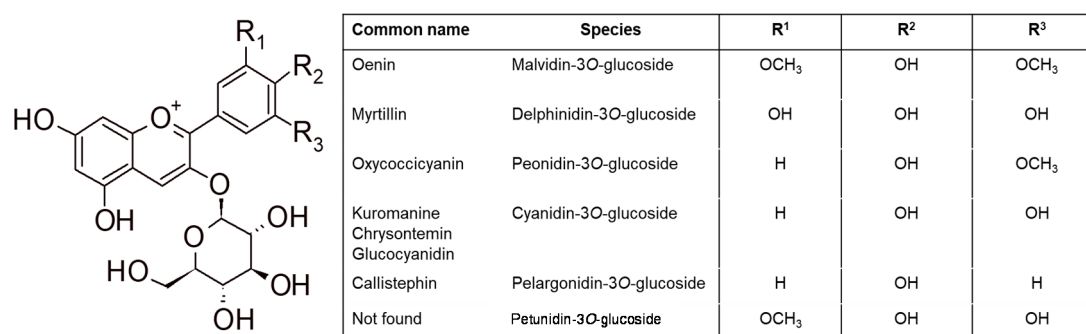 R₁
R₂
R₃
HO
O⁺
OH
O
O
OH
HO
OH
OH
Common name Species R¹ R² R³
Oenin Malvidin-3O-glucoside OCH₃ OH OCH₃
Myrtillin Delphinidin-3O-glucoside OH OH OH
Oxycoccicyanin Peonidin-3O-glucoside H OH OCH₃
Kuromanine Cyanidin-3O-glucoside H OH OH
Chrysontemin
Glucocyanidin
Callistephin Pelargonidin-3O-glucoside H OH H
Not found Petunidin-3O-glucoside OCH₃ OH OH